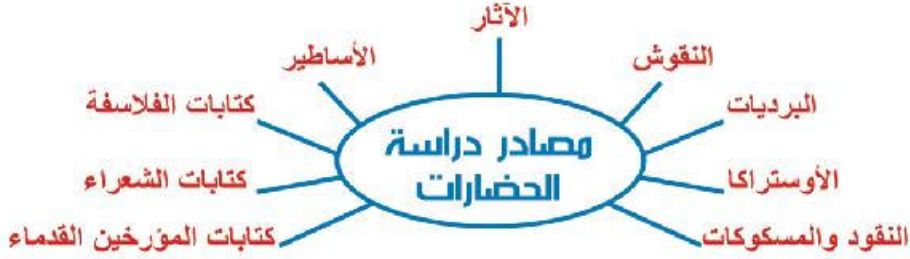 الآثار
النقوش
الأساطير
البرديات
كتابات الفلاسفة
مصادر دراسة
الحضارات
الأوستراكا
كتابات الشعراء
النقود والمسكوكات
كتابات المؤرخين القدماء